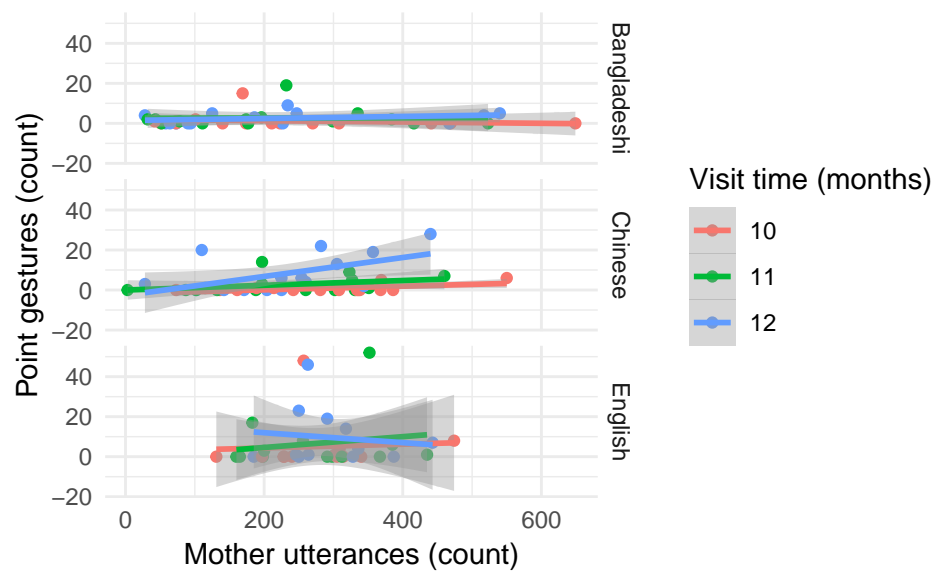 40
20
0
−20
Bangladeshi
40
20
0
−20
Chinese
40
20
0
−20
English
0 200 400 600
Mother utterances (count)
Point gestures (count)
Visit time (months)
10
11
12